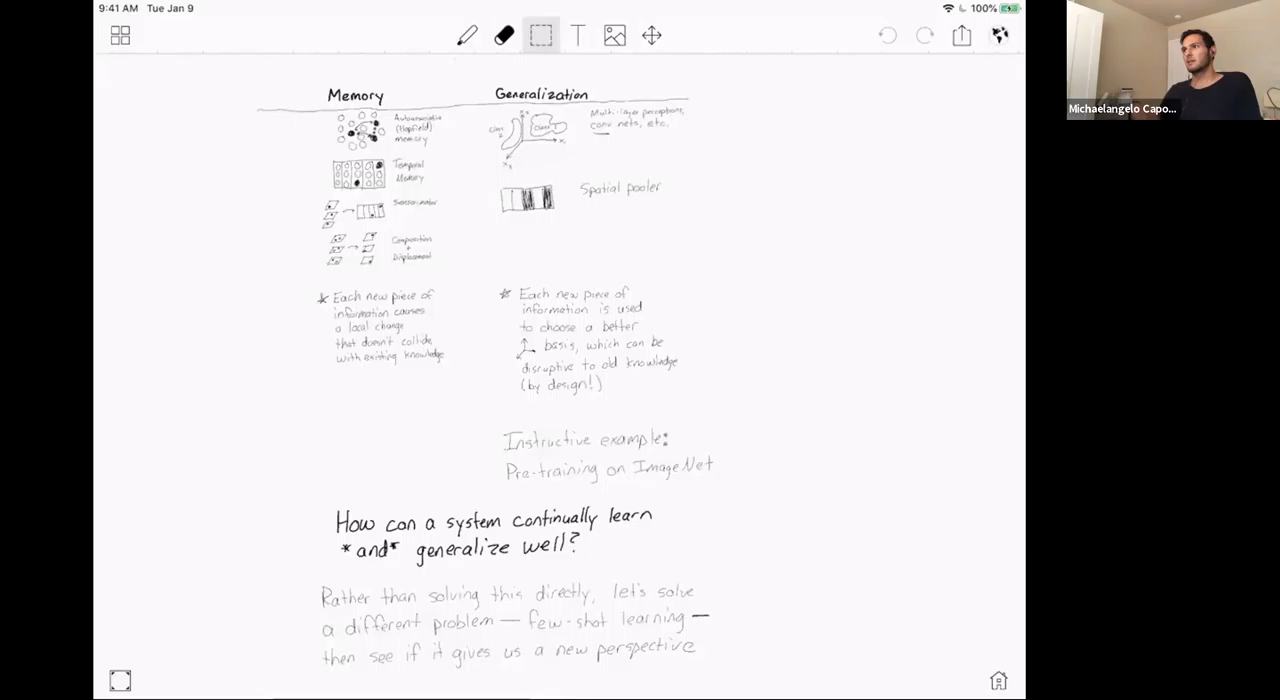 9:41 AM Tue Jan 9
100%
Michaelangelo Capo...
Memory
Generalization
Autoassociative
(Hopfield)
memory
Temporal
Memory
Sensorimotor
Composition
+
Displacement
Class
2
Class 1
Multi-layer perceptrons,
conv nets, etc.
Spatial pooler
* Each new piece of
information causes
a local change
that doesn't collide
with existing knowledge
* Each new piece of
information is used
to choose a better
basis, which can be
disruptive to old knowledge
(by design!)
Instructive example:
Pre-training on ImageNet
How can a system continually learn
*and* generalize well?
Rather than solving this directly, let's solve
a different problem — few-shot learning —
then see if it gives us a new perspective